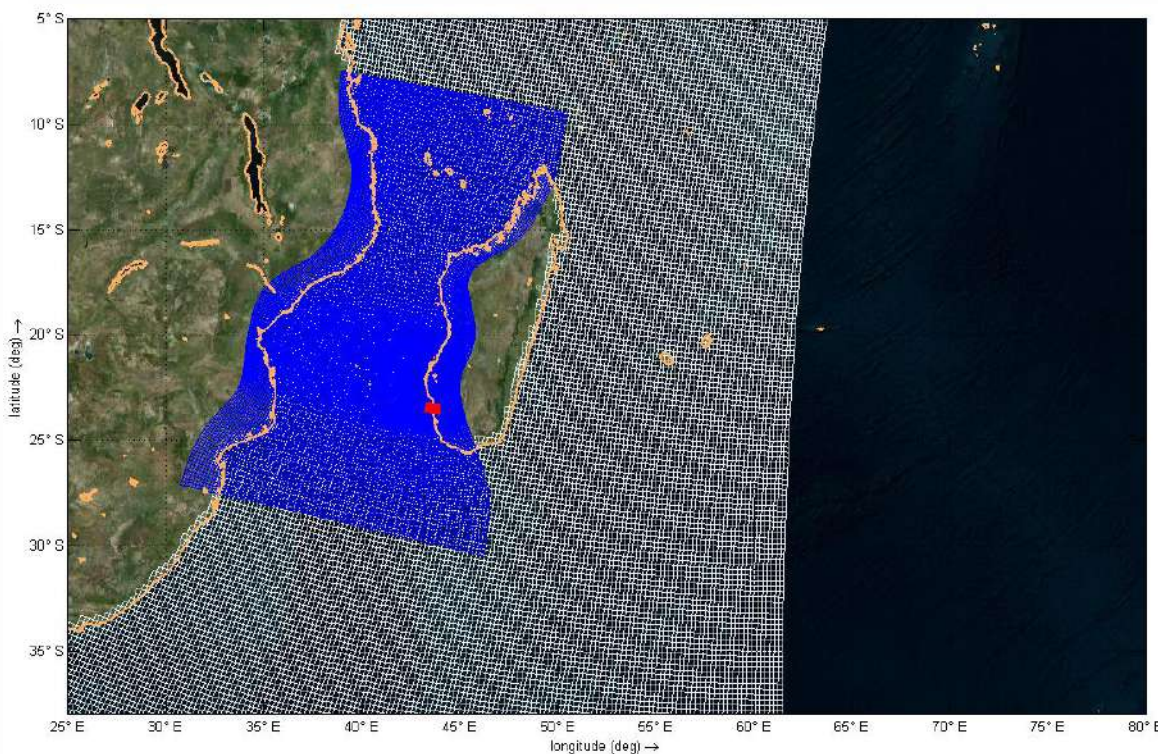 5° S
10° S
15° S
20° S
25° S
30° S
35° S
latitude (deg) →
25° E 30° E 35° E 40° E 45° E 50° E 55° E 60° E 65° E 70° E 75° E 80° E
longitude (deg) →